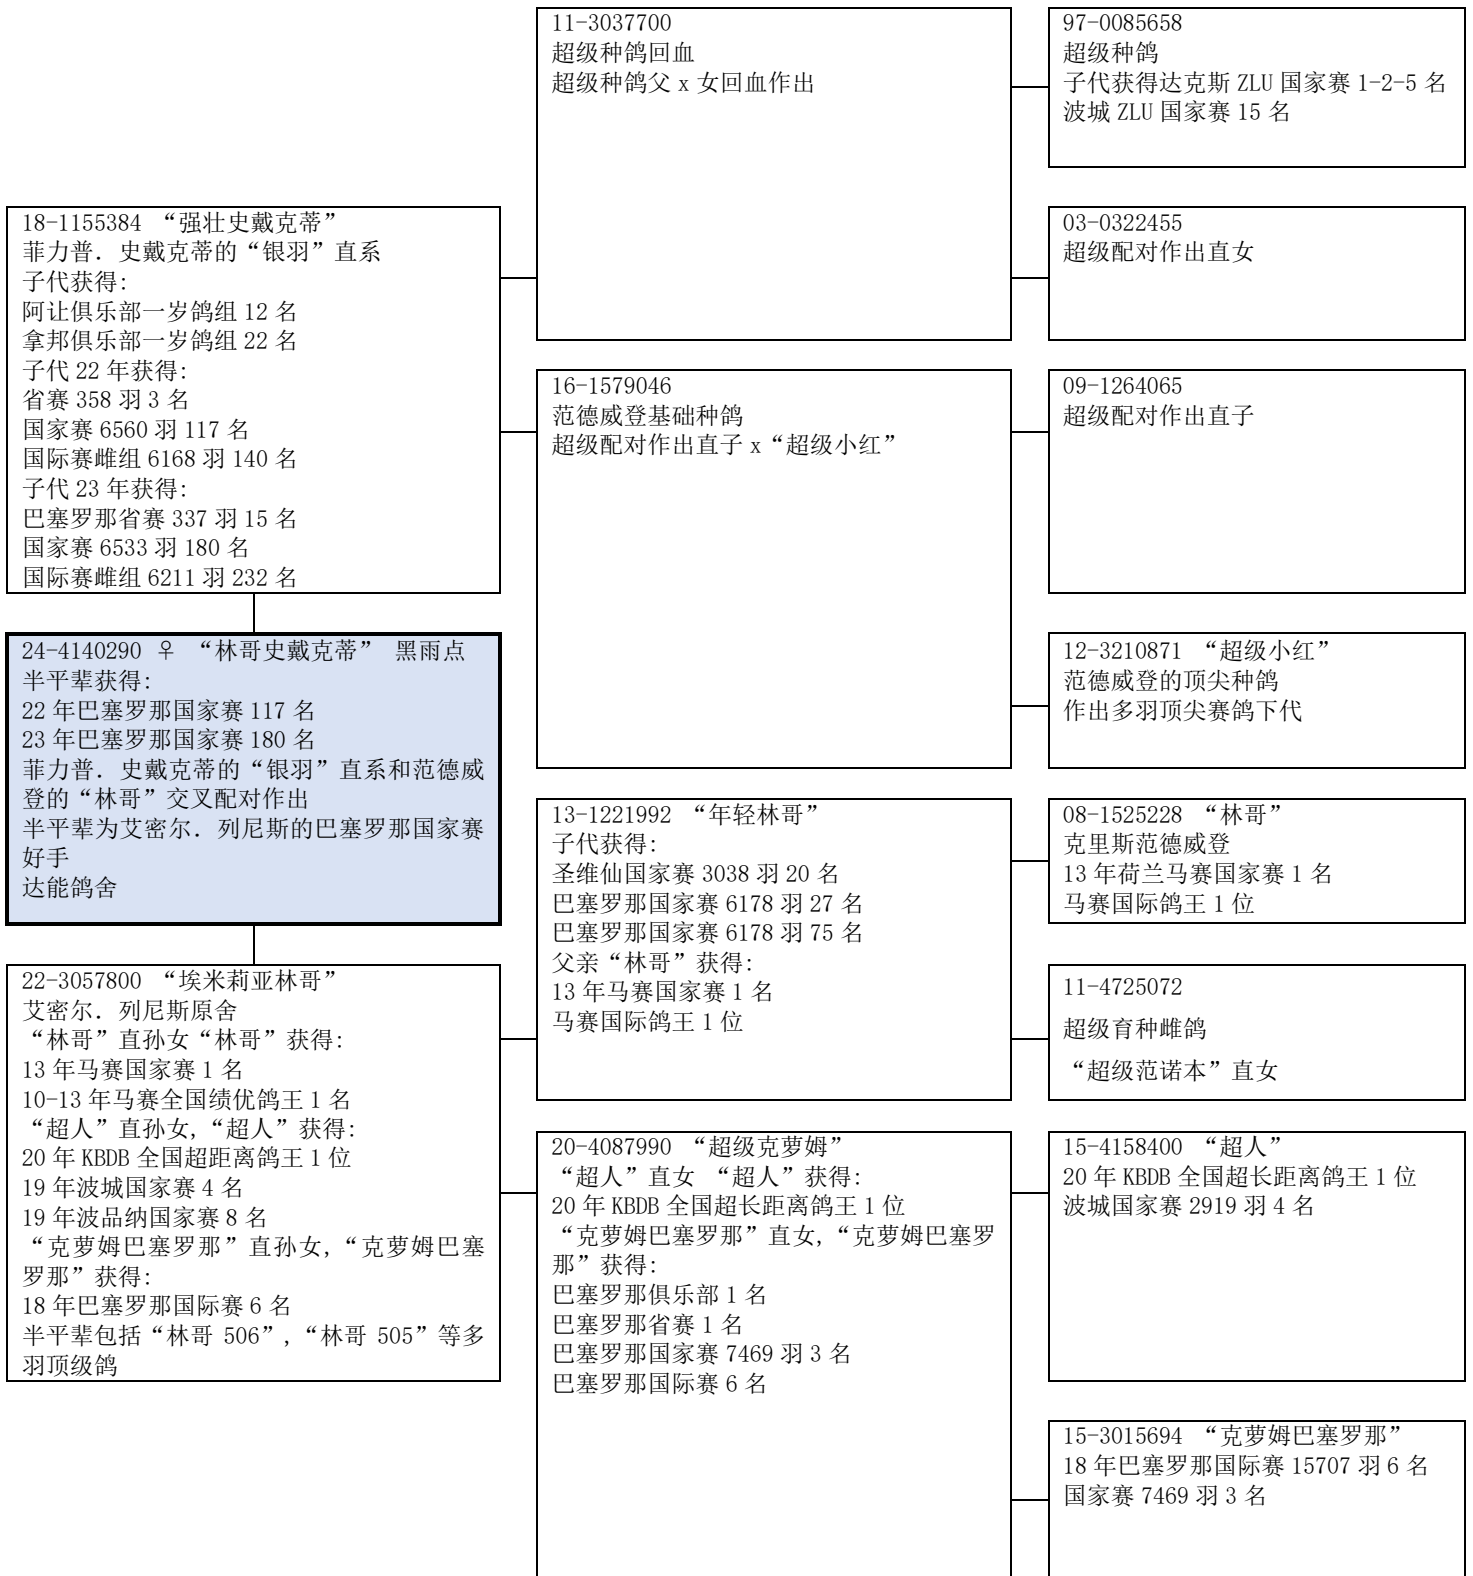 18-1155384 “强壮史戴克蒂”
菲力普．史戴克蒂的“银羽”直系
子代获得：
阿让俱乐部一岁鸽组 12 名
拿邦俱乐部一岁鸽组 22 名
子代 22 年获得：
省赛 358 羽 3 名
国家赛 6560 羽 117 名
国际赛雌组 6168 羽 140 名
子代 23 年获得：
巴塞罗那省赛 337 羽 15 名
国家赛 6533 羽 180 名
国际赛雌组 6211 羽 232 名
24-4140290 ♀ “林哥史戴克蒂” 黑雨点
半平辈获得：
22 年巴塞罗那国家赛 117 名
23 年巴塞罗那国家赛 180 名
菲力普．史戴克蒂的“银羽”直系和范德威
登的“林哥”交叉配对作出
半平辈为艾密尔．列尼斯的巴塞罗那国家赛
好手
达能鸽舍
22-3057800 “埃米莉亚林哥”
艾密尔．列尼斯原舍
“林哥”直孙女“林哥”获得：
13 年马赛国家赛 1 名
10-13 年马赛全国绩优鸽王 1 名
“超人”直孙女，“超人”获得：
20 年 KBDB 全国超距离鸽王 1 位
19 年波城国家赛 4 名
19 年波品纳国家赛 8 名
“克萝姆巴塞罗那”直孙女，“克萝姆巴塞
罗那”获得：
18 年巴塞罗那国际赛 6 名
半平辈包括“林哥 506”，“林哥 505”等多
羽顶级鸽
11-3037700
超级种鸽回血
超级种鸽父 x 女回血作出
16-1579046
范德威登基础种鸽
超级配对作出直子 x“超级小红”
13-1221992 “年轻林哥”
子代获得：
圣维仙国家赛 3038 羽 20 名
巴塞罗那国家赛 6178 羽 27 名
巴塞罗那国家赛 6178 羽 75 名
父亲“林哥”获得：
13 年马赛国家赛 1 名
马赛国际鸽王 1 位
20-4087990 “超级克萝姆”
“超人”直女 “超人”获得：
20 年 KBDB 全国超长距离鸽王 1 位
“克萝姆巴塞罗那”直女，“克萝姆巴塞罗
那”获得：
巴塞罗那俱乐部 1 名
巴塞罗那省赛 1 名
巴塞罗那国家赛 7469 羽 3 名
巴塞罗那国际赛 6 名
97-0085658
超级种鸽
子代获得达克斯 ZLU 国家赛 1-2-5 名
波城 ZLU 国家赛 15 名
03-0322455
超级配对作出直女
09-1264065
超级配对作出直子
12-3210871 “超级小红”
范德威登的顶尖种鸽
作出多羽顶尖赛鸽下代
08-1525228 “林哥”
克里斯范德威登
13 年荷兰马赛国家赛 1 名
马赛国际鸽王 1 位
11-4725072
超级育种雌鸽
“超级范诺本”直女
15-4158400 “超人”
20 年 KBDB 全国超长距离鸽王 1 位
波城国家赛 2919 羽 4 名
15-3015694 “克萝姆巴塞罗那”
18 年巴塞罗那国际赛 15707 羽 6 名
国家赛 7469 羽 3 名